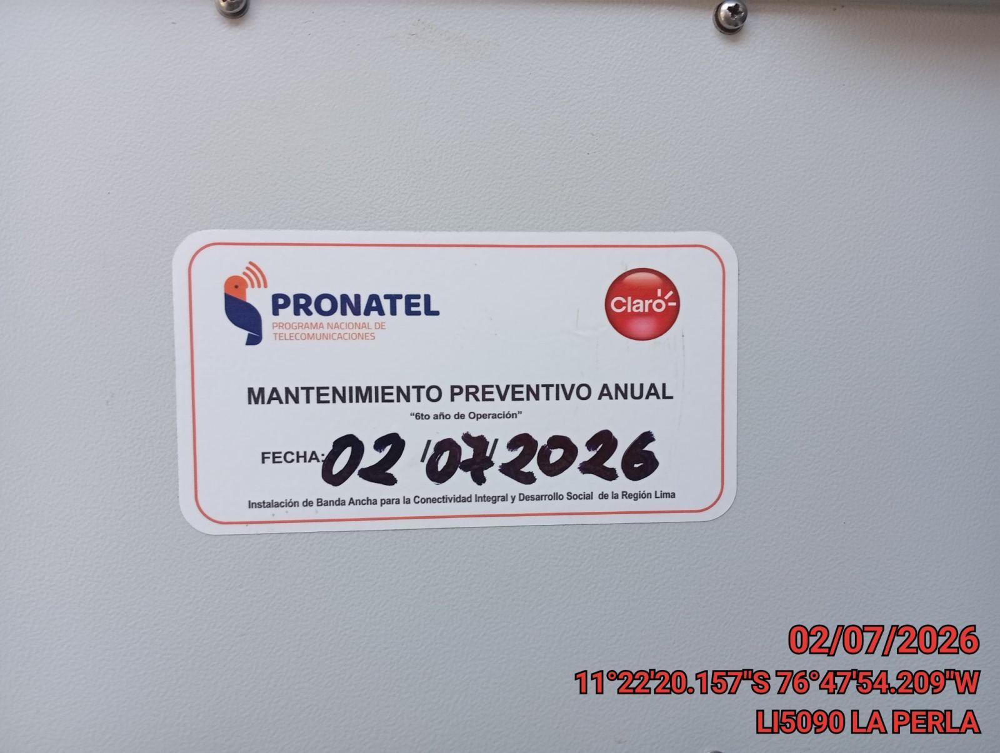 PRONATEL
PROGRAMA NACIONAL DE
TELECOMUNICACIONES
Claro
MANTENIMIENTO PREVENTIVO ANUAL
“6to año de Operación”
FECHA: 02 / 07 / 2026
Instalación de Banda Ancha para la Conectividad Integral y Desarrollo Social de la Región Lima
02/07/2026
11°22'20.157"S 76°47'54.209"W
LI5090 LA PERLA